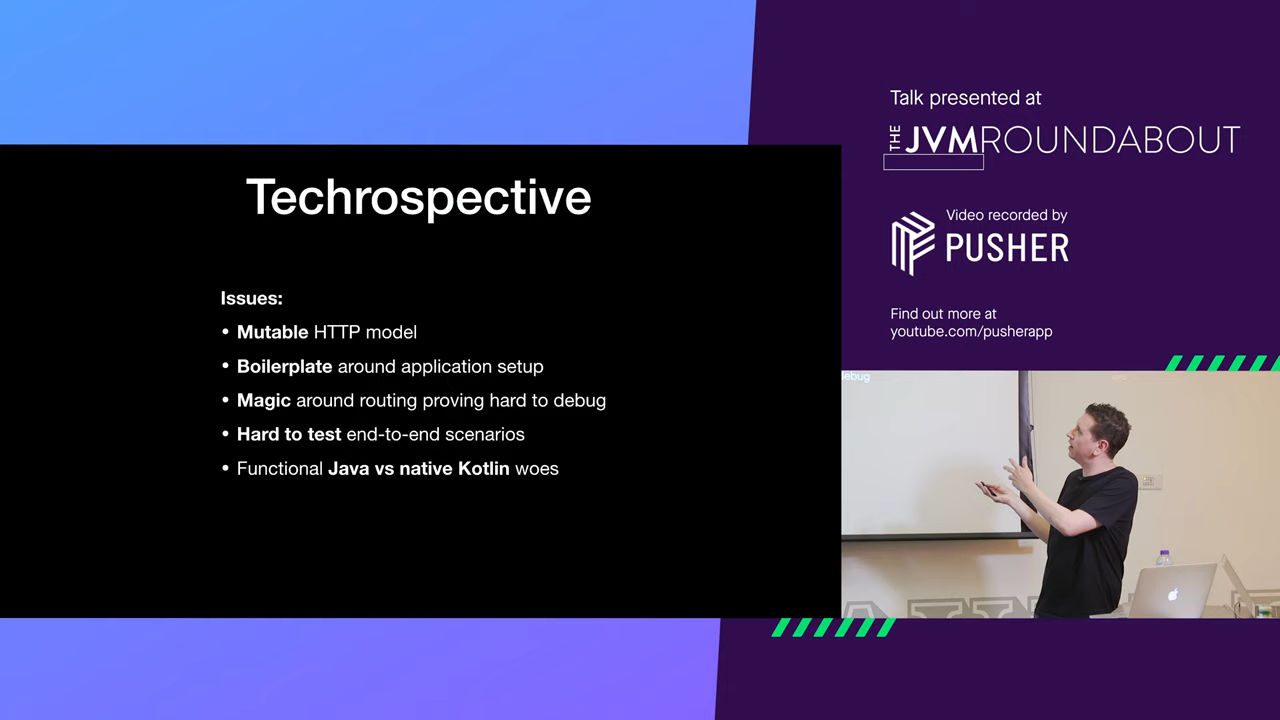 Techrospective
Issues:
• Mutable HTTP model
• Boilerplate around application setup
• Magic around routing proving hard to debug
• Hard to test end-to-end scenarios
• Functional Java vs native Kotlin woes
Talk presented at
THE JVMROUNDABOUT
Video recorded by
PUSHER
Find out more at
youtube.com/pusherapp
debug